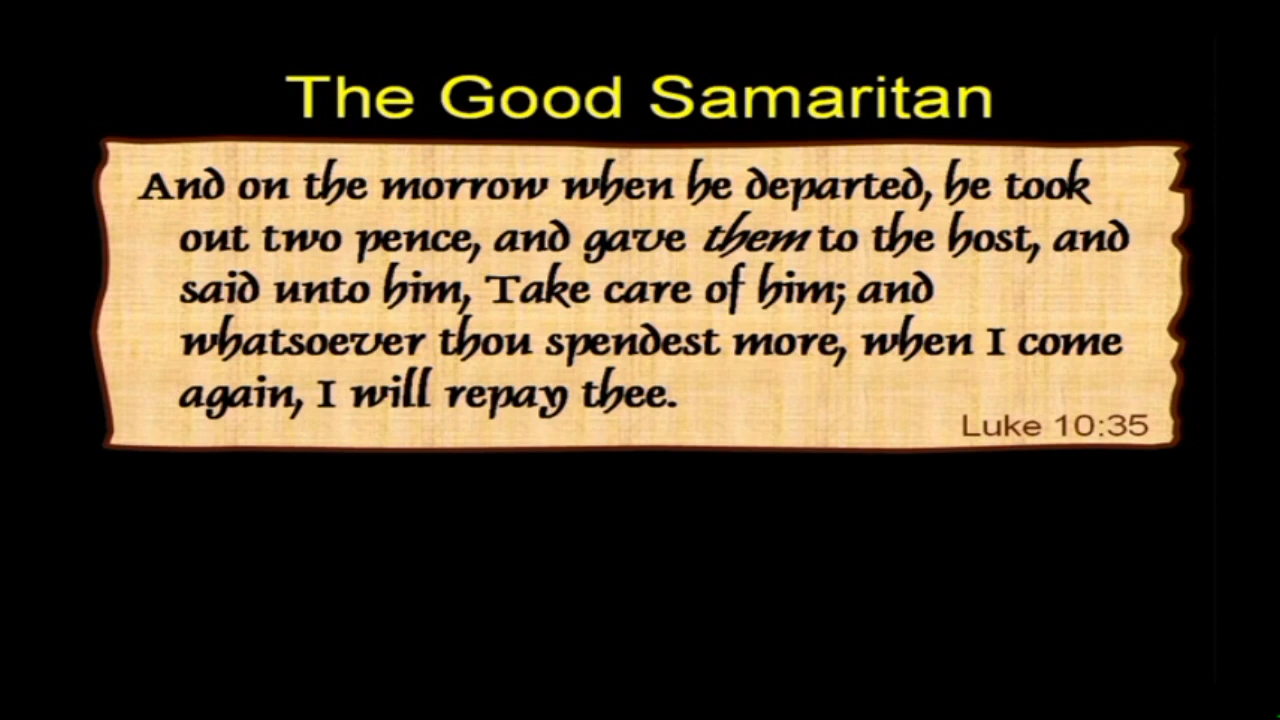 The Good Samaritan
And on the morrow when he departed, he took
out two pence, and gave them to the host, and
said unto him, Take care of him; and
whatsoever thou spendest more, when I come
again, I will repay thee.
Luke 10:35